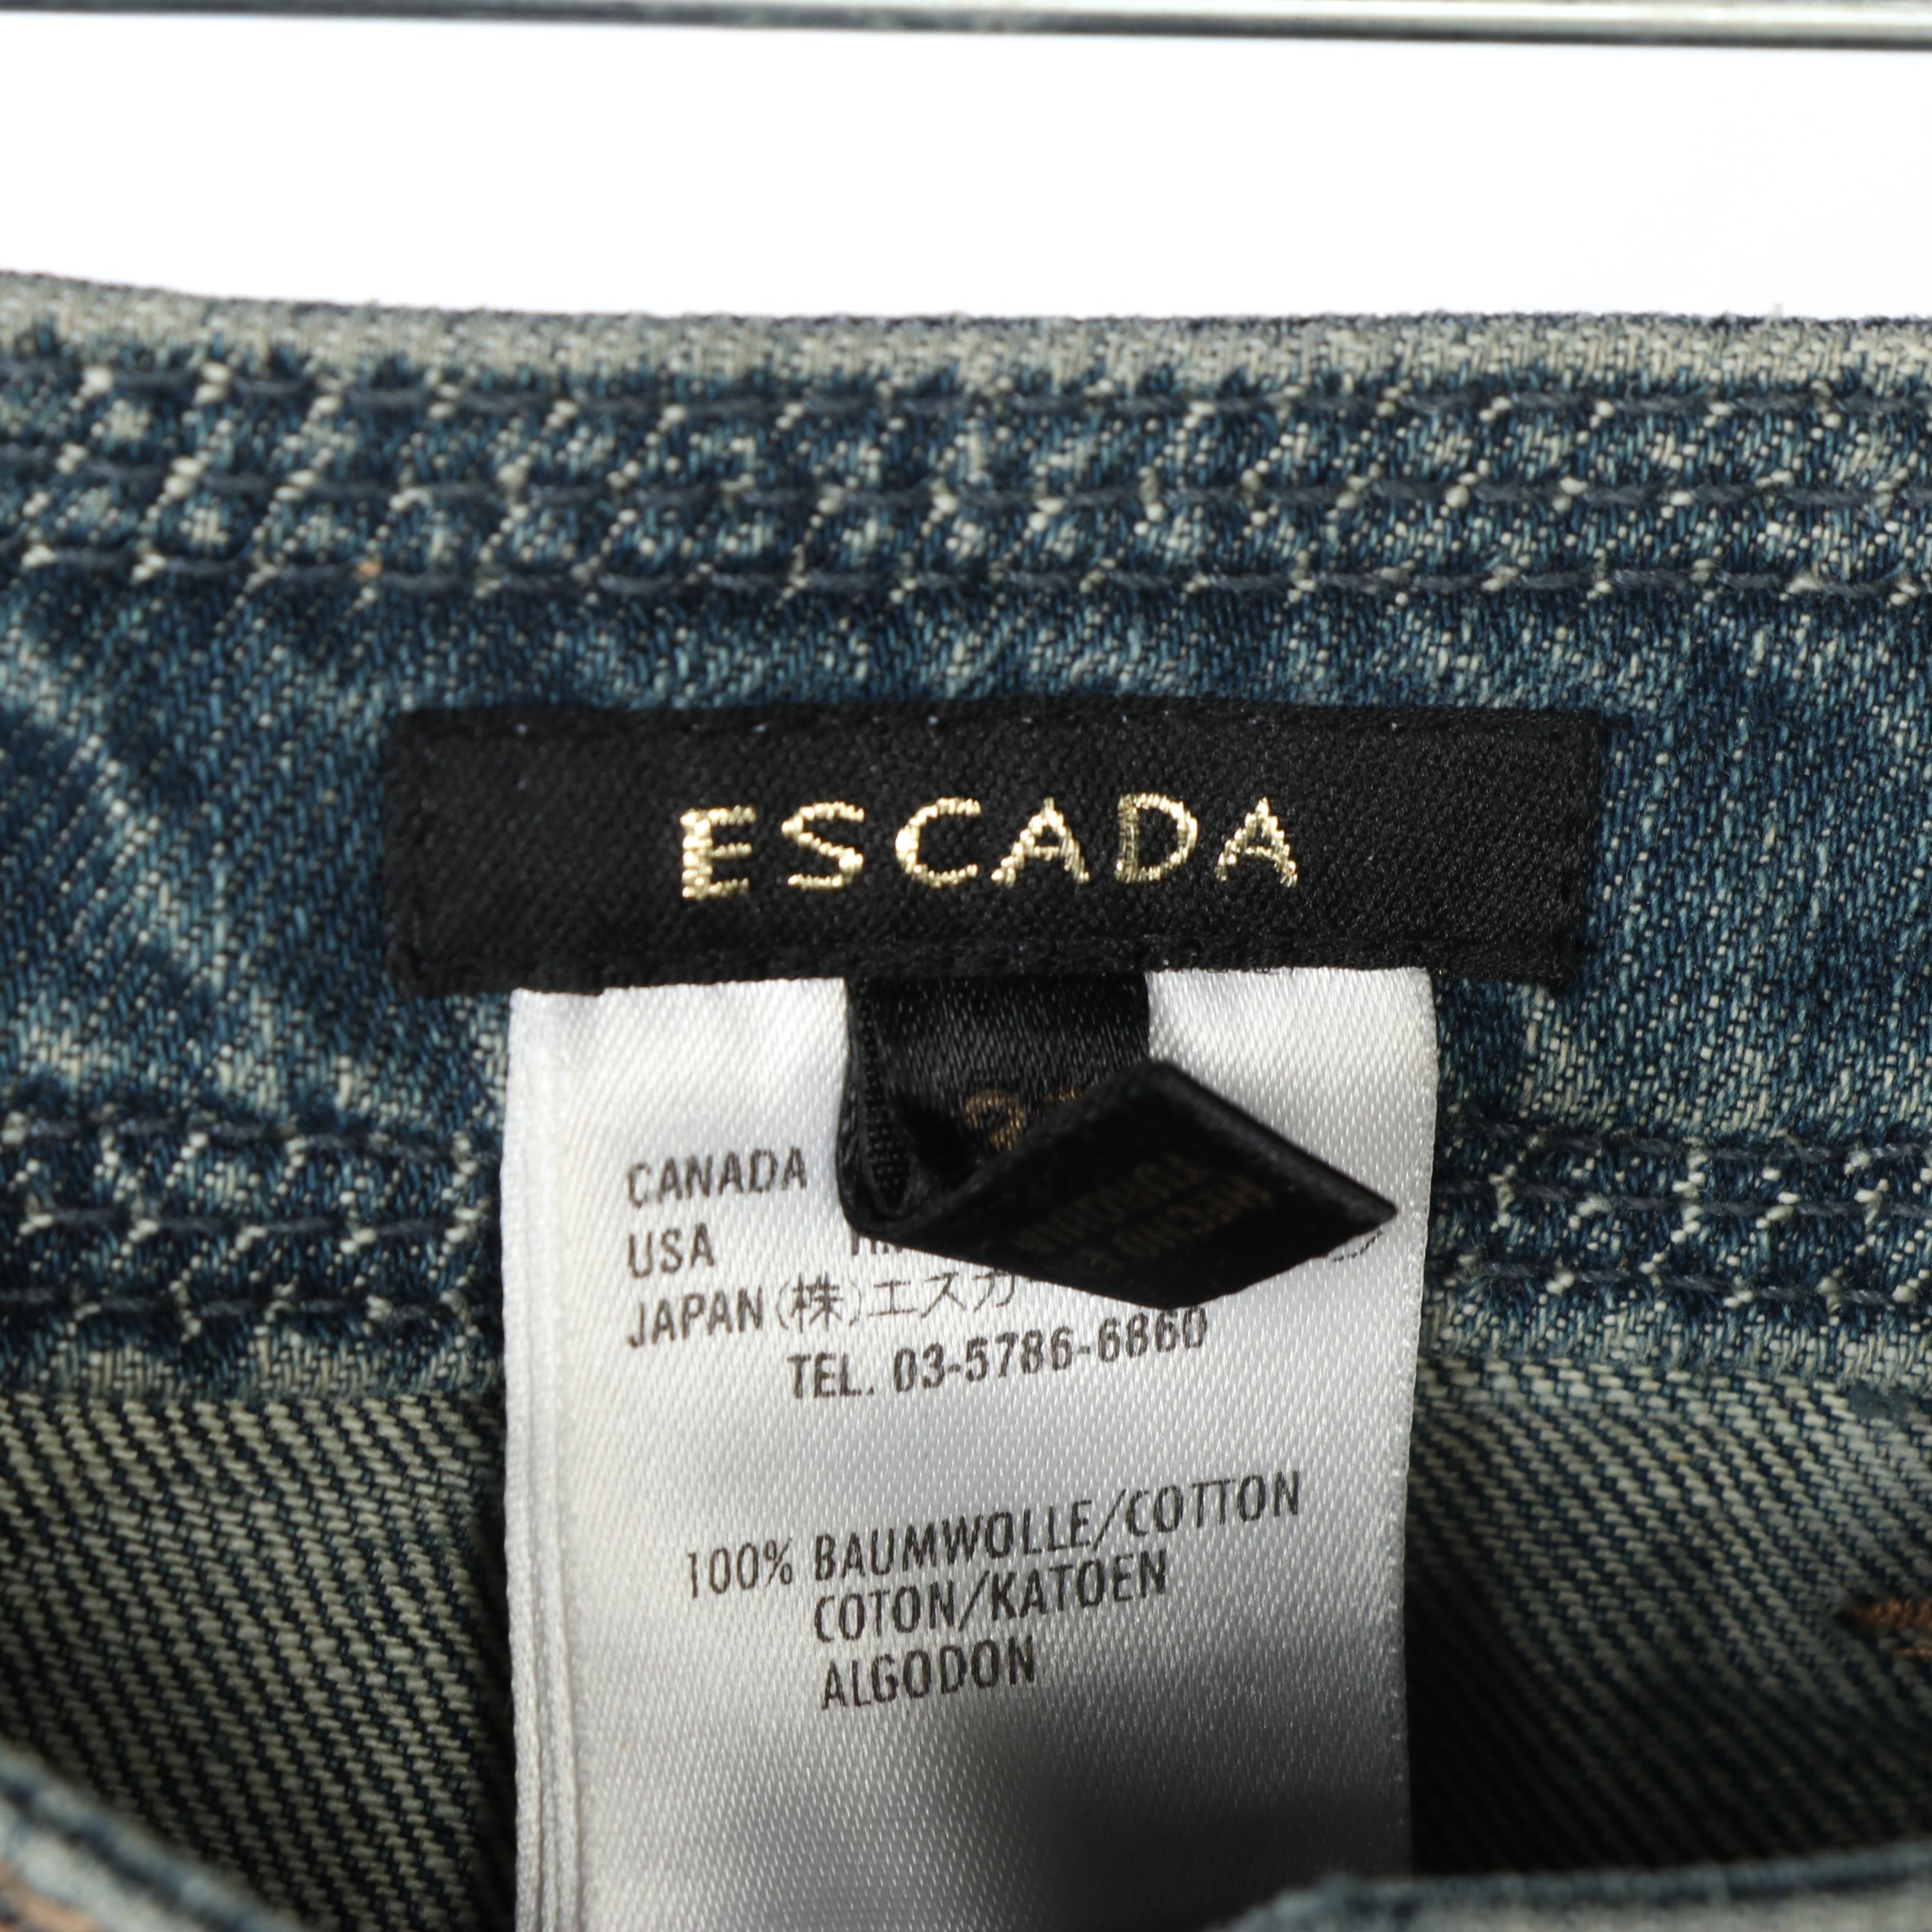 ESCADA
CANADA
USA
JAPAN (株)エスカ
TEL. 03-5786-6860
100% BAUMWOLLE/COTTON
COTON/KATOEN
ALGODON